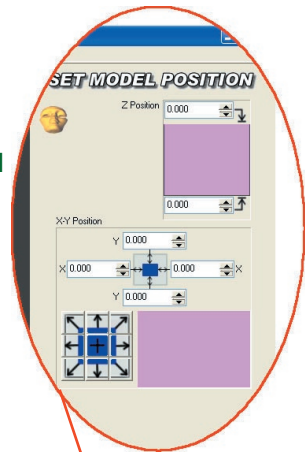 SET MODEL POSITION
Z Position 0.000
0.000
X-Y Position
Y 0.000
X 0.000 0.000 X
Y 0.000